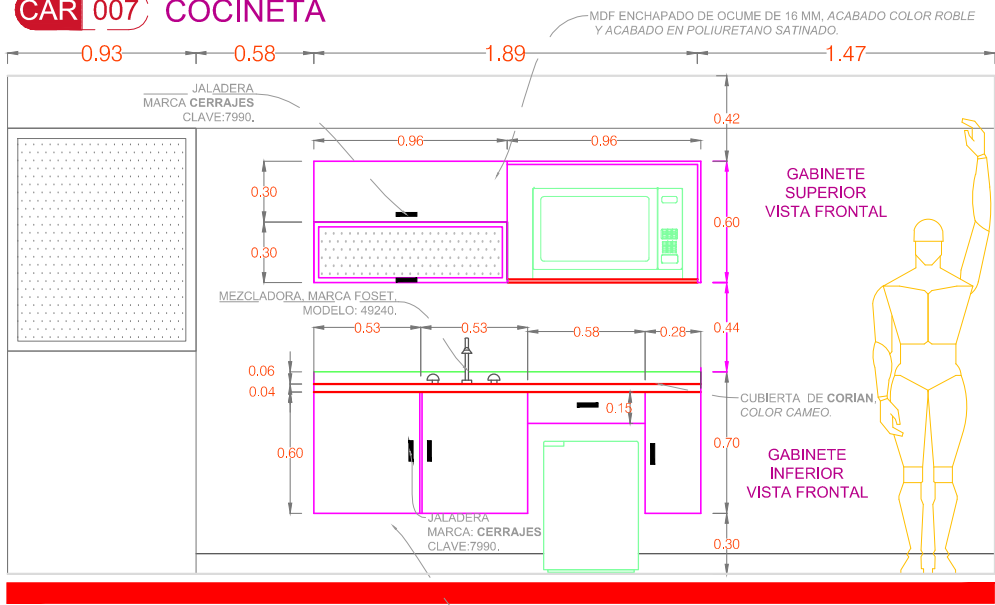 CAR 007 COCINETA
MDF ENCHAPADO DE OCUME DE 16 MM, ACABADO COLOR ROBLE
Y ACABADO EN POLIURETANO SATINADO.
0.93 0.58 1.89 1.47
JALADERA
MARCA CERRAJES
CLAVE:7990.
0.42
0.96 0.96
GABINETE
SUPERIOR
VISTA FRONTAL
0.30
0.60
0.30
MEZCLADORA, MARCA FOSET,
MODELO: 49240.
0.53 0.53 0.58 0.28 0.44
0.06
0.04
CUBIERTA DE CORIAN,
COLOR CAMEO.
0.15
0.60
0.70
GABINETE
INFERIOR
VISTA FRONTAL
JALADERA
MARCA: CERRAJES
CLAVE:7990.
0.30